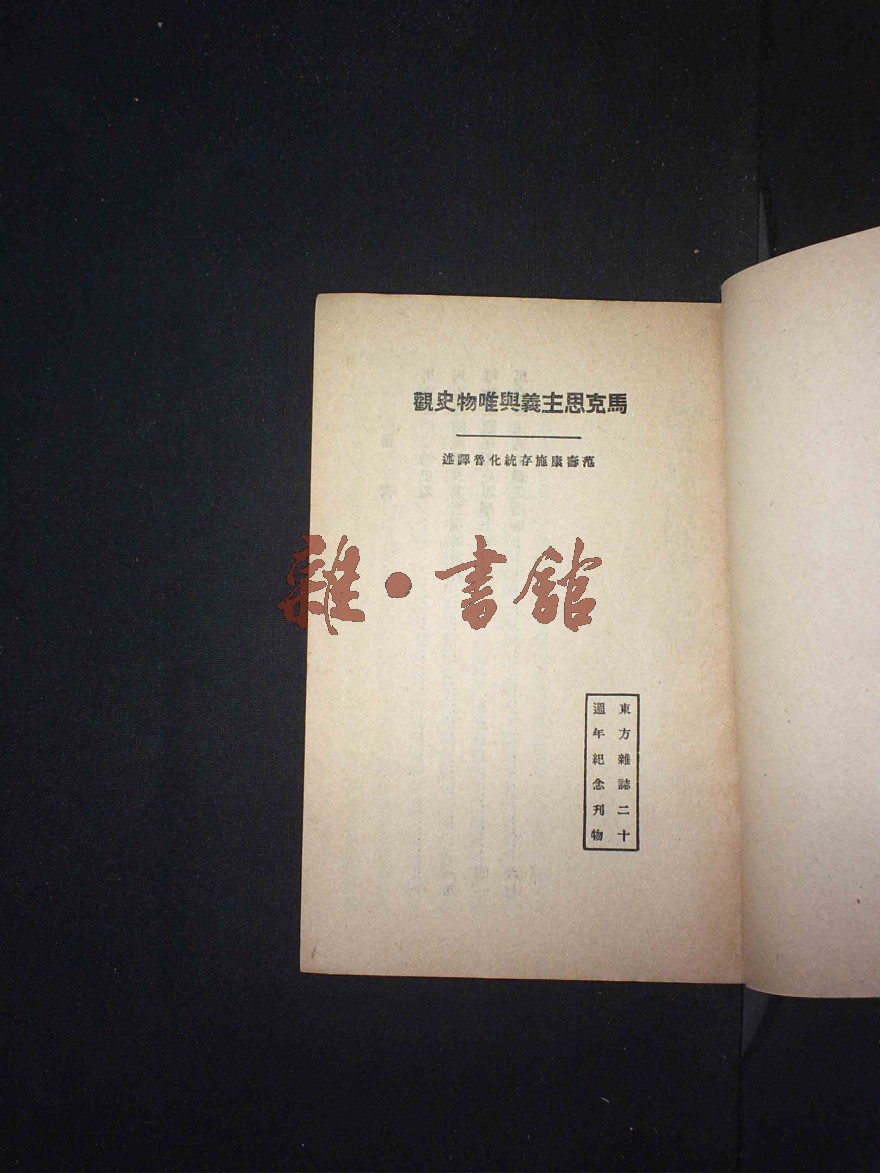 馬克思主義與唯物史觀
范壽康施存統化魯譯述
雜·書館
東方雜誌二十
週年紀念刊物